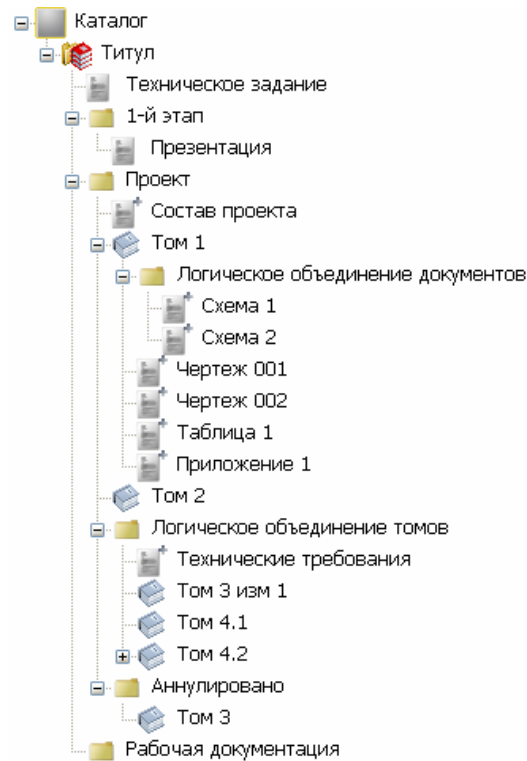 Каталог
Титул
Техническое задание
1-й этап
Презентация
Проект
Состав проекта
Том 1
Логическое объединение документов
Схема 1
Схема 2
Чертеж 001
Чертеж 002
Таблица 1
Приложение 1
Том 2
Логическое объединение томов
Технические требования
Том 3 изм 1
Том 4.1
Том 4.2
Аннулировано
Том 3
Рабочая документация